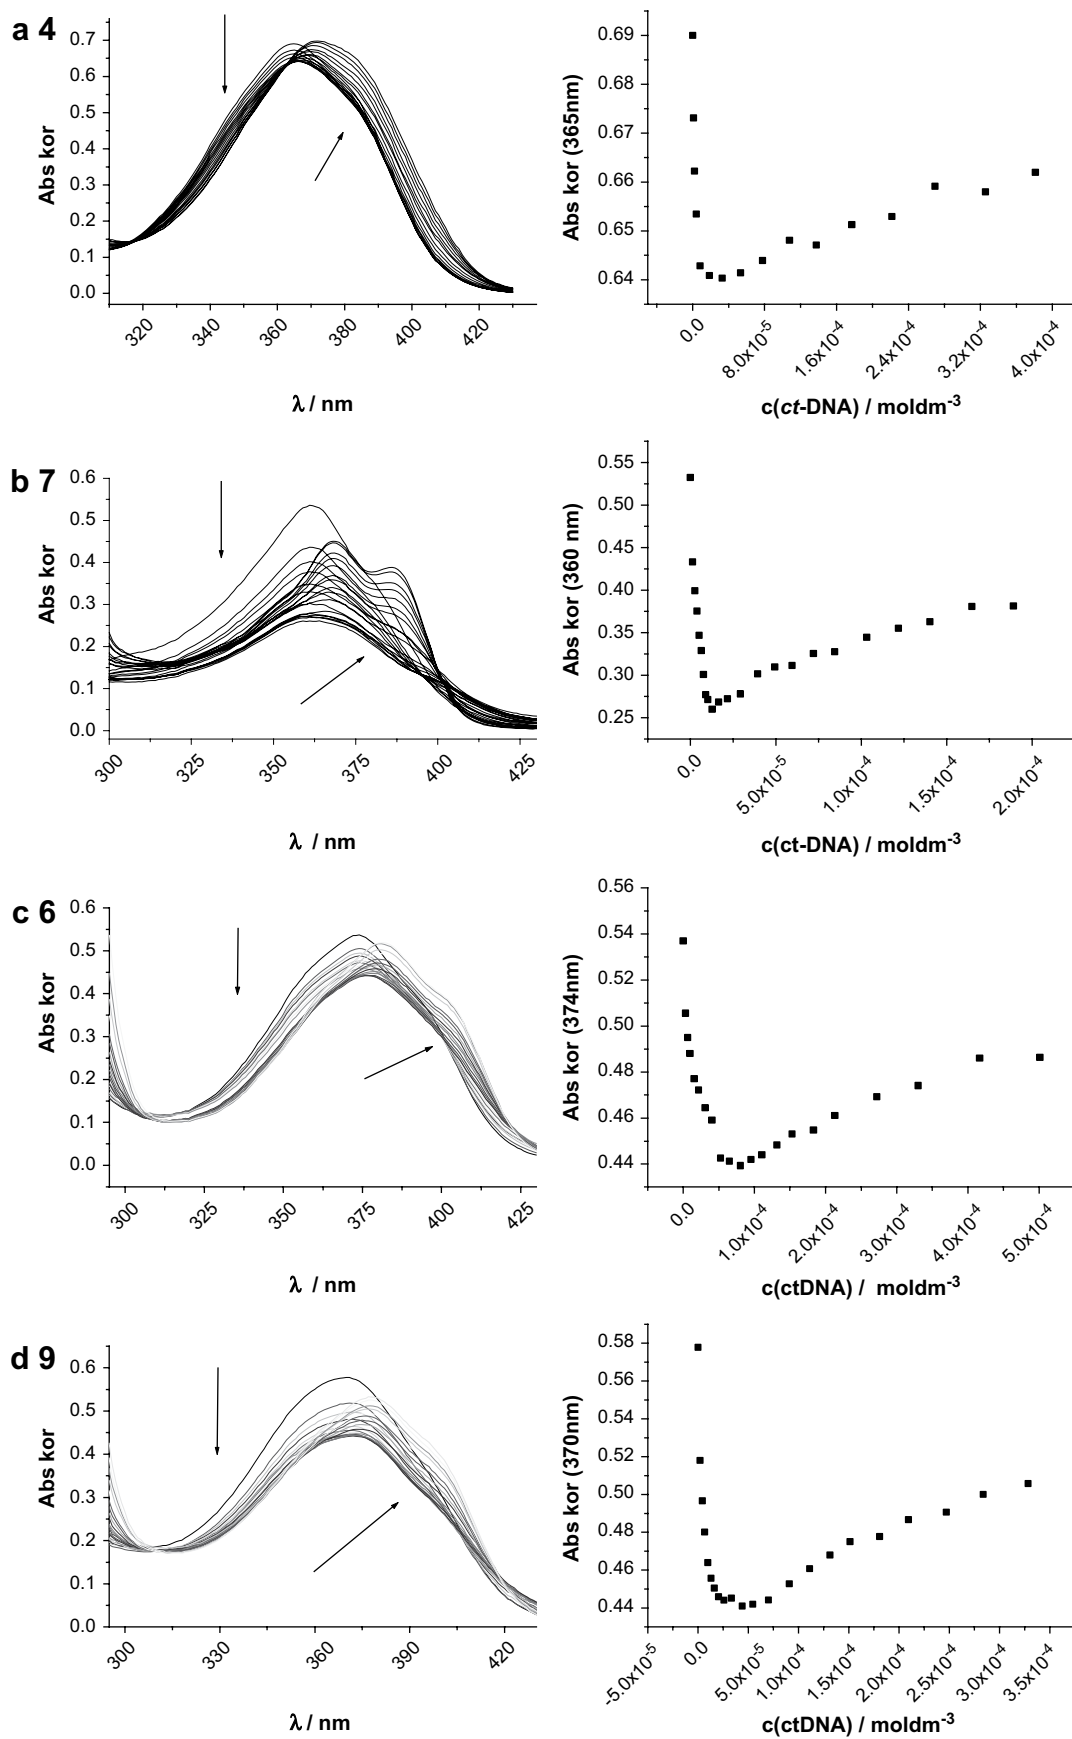 a 4
Abs kor
0.7
0.6
0.5
0.4
0.3
0.2
0.1
0.0
320 340 360 380 400 420
λ / nm
Abs kor (365nm)
0.69
0.68
0.67
0.66
0.65
0.64
0.0 8.0x10⁻⁵ 1.6x10⁻⁴ 2.4x10⁻⁴ 3.2x10⁻⁴ 4.0x10⁻⁴
c(ct-DNA) / moldm⁻³
b 7
Abs kor
0.6
0.5
0.4
0.3
0.2
0.1
0.0
300 325 350 375 400 425
λ / nm
Abs kor (360 nm)
0.55
0.50
0.45
0.40
0.35
0.30
0.25
0.0 5.0x10⁻⁵ 1.0x10⁻⁴ 1.5x10⁻⁴ 2.0x10⁻⁴
c(ct-DNA) / moldm⁻³
c 6
Abs kor
0.6
0.5
0.4
0.3
0.2
0.1
0.0
300 325 350 375 400 425
λ / nm
Abs kor (374nm)
0.56
0.54
0.52
0.50
0.48
0.46
0.44
0.0 1.0x10⁻⁴ 2.0x10⁻⁴ 3.0x10⁻⁴ 4.0x10⁻⁴ 5.0x10⁻⁴
c(ctDNA) / moldm⁻³
d 9
Abs kor
0.6
0.5
0.4
0.3
0.2
0.1
0.0
300 330 360 390 420
λ / nm
Abs kor (370nm)
0.58
0.56
0.54
0.52
0.50
0.48
0.46
0.44
-5.0x10⁻⁵ 0.0 5.0x10⁻⁵ 1.0x10⁻⁴ 1.5x10⁻⁴ 2.0x10⁻⁴ 2.5x10⁻⁴ 3.0x10⁻⁴ 3.5x10⁻⁴
c(ctDNA) / moldm⁻³